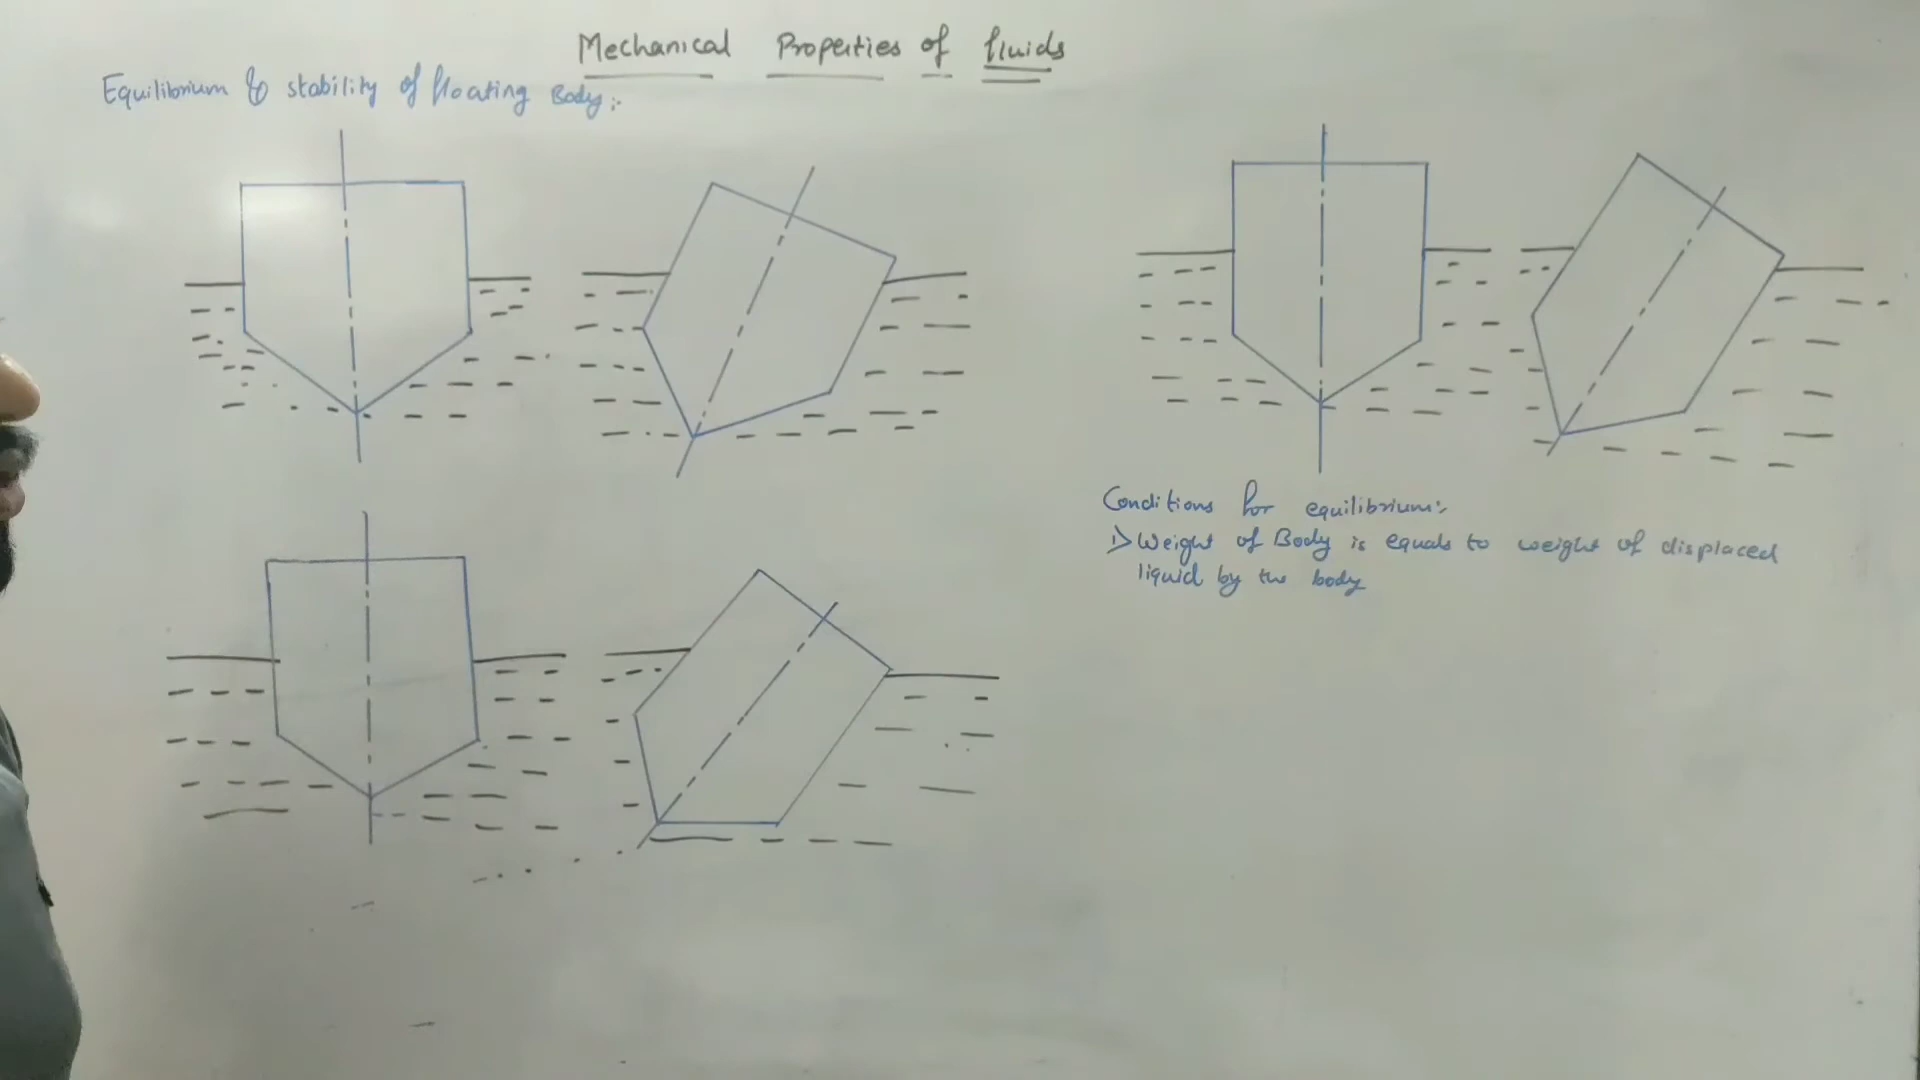 Mechanical Properties of fluids
Equilibrium & stability of floating Body:-
Conditions for equilibrium:-
1> Weight of Body is equals to weight of displaced
liquid by the body